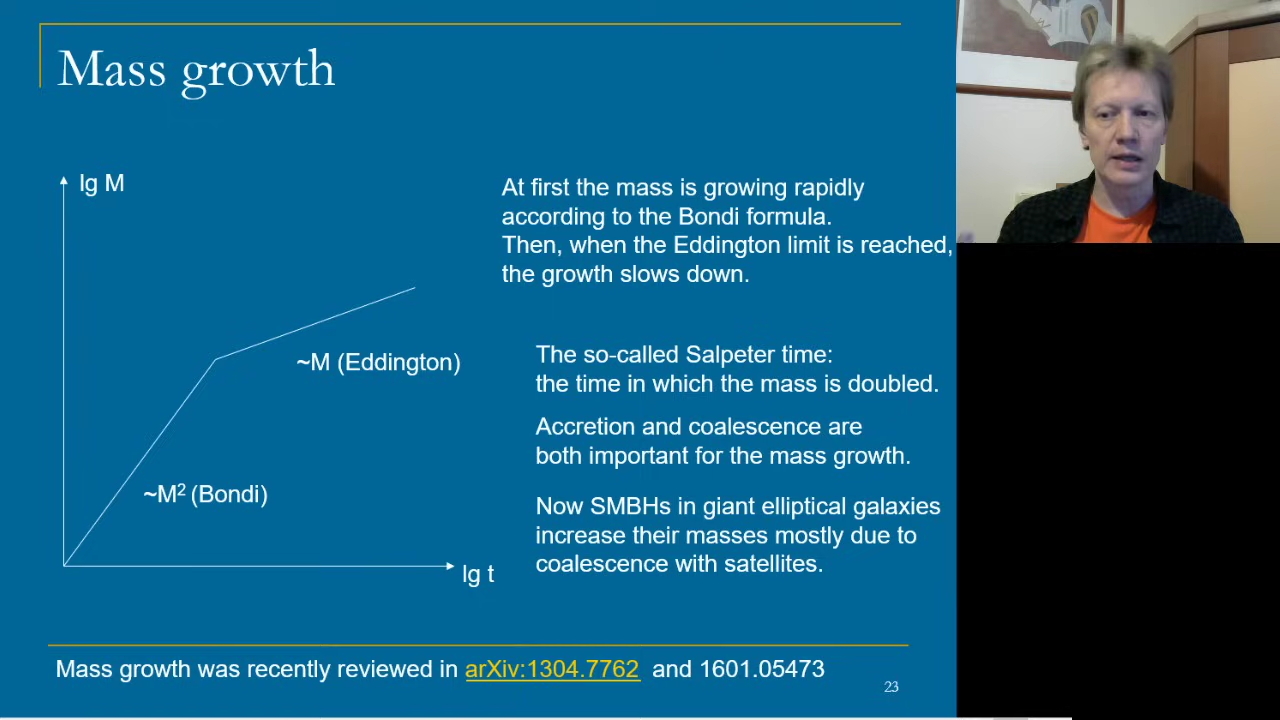 Mass growth
lg M
At first the mass is growing rapidly
according to the Bondi formula.
Then, when the Eddington limit is reached,
the growth slows down.
~M (Eddington)
The so-called Salpeter time:
the time in which the mass is doubled.
Accretion and coalescence are
both important for the mass growth.
~M² (Bondi)
Now SMBHs in giant elliptical galaxies
increase their masses mostly due to
coalescence with satellites.
lg t
Mass growth was recently reviewed in arXiv:1304.7762 and 1601.05473
23